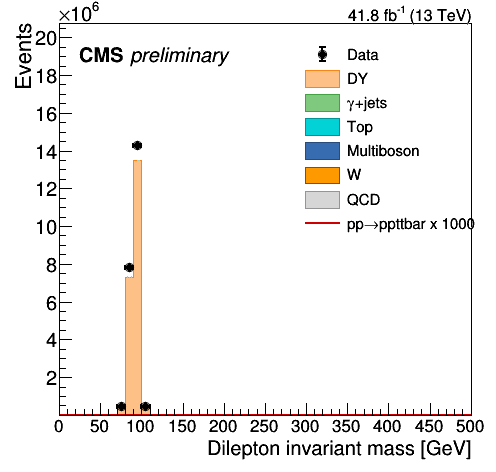 ×10⁶
41.8 fb⁻¹ (13 TeV)
Events
CMS preliminary
Data
DY
γ+jets
Top
Multiboson
W
QCD
pp→ppttbar x 1000
20
18
16
14
12
10
8
6
4
2
0 50 100 150 200 250 300 350 400 450 500
Dilepton invariant mass [GeV]